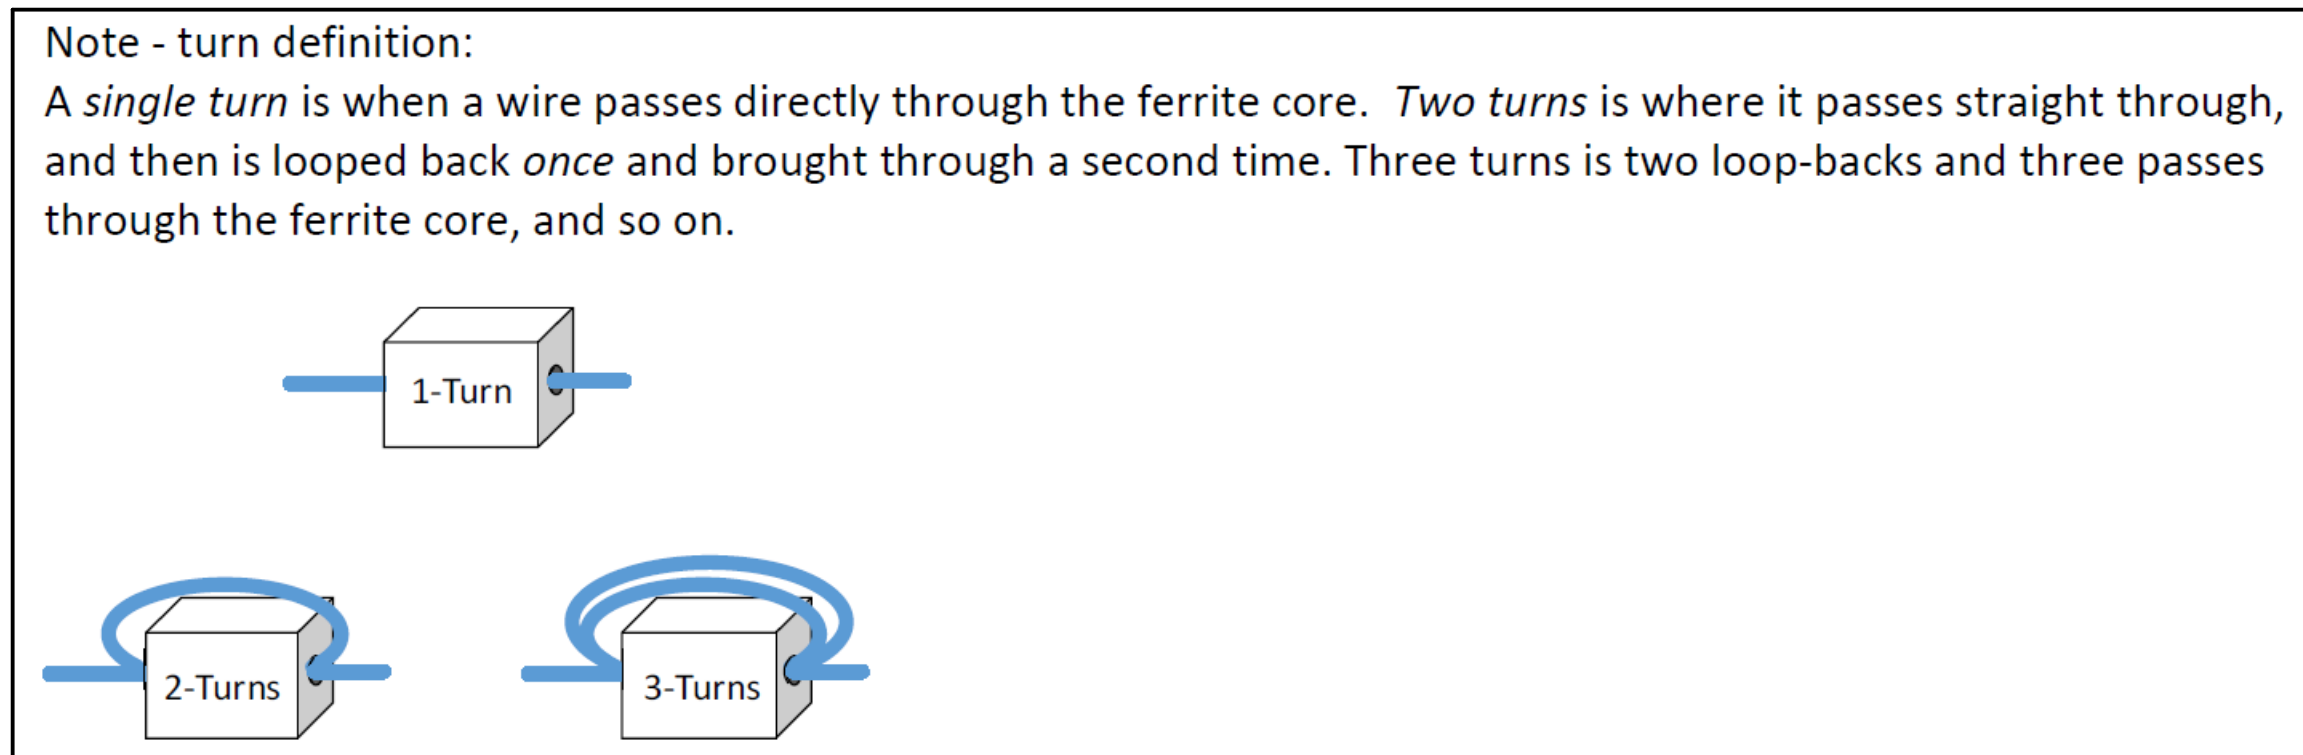 Note - turn definition:
A single turn is when a wire passes directly through the ferrite core.  Two turns is where it passes straight through,
and then is looped back once and brought through a second time. Three turns is two loop-backs and three passes
through the ferrite core, and so on.
1-Turn
2-Turns
3-Turns